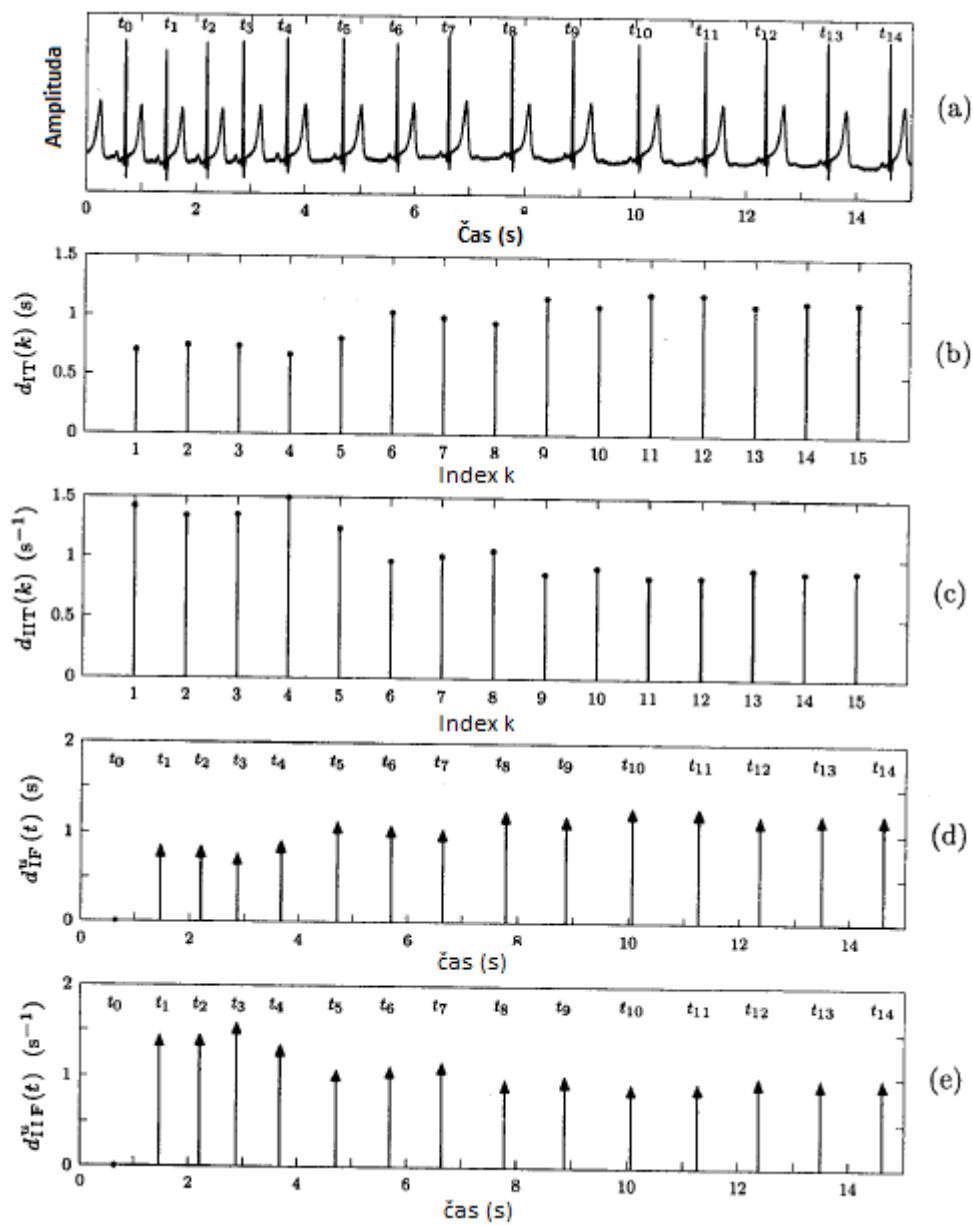 t0 t1 t2 t3 t4 t5 t6 t7 t8 t9 t10 t11 t12 t13 t14
Amplituda
(a)
0 2 4 6 8 10 12 14
Čas (s)
1.5
1
0.5
0
dIT(k) (s)
(b)
1 2 3 4 5 6 7 8 9 10 11 12 13 14 15
Index k
1.5
1
0.5
0
dIIT(k) (s−1)
(c)
1 2 3 4 5 6 7 8 9 10 11 12 13 14 15
Index k
2
1
0
t0 t1 t2 t3 t4 t5 t6 t7 t8 t9 t10 t11 t12 t13 t14
duIF(t) (s)
(d)
0 2 4 6 8 10 12 14
čas (s)
2
1
0
t0 t1 t2 t3 t4 t5 t6 t7 t8 t9 t10 t11 t12 t13 t14
duIIF(t) (s−1)
(e)
0 2 4 6 8 10 12 14
čas (s)